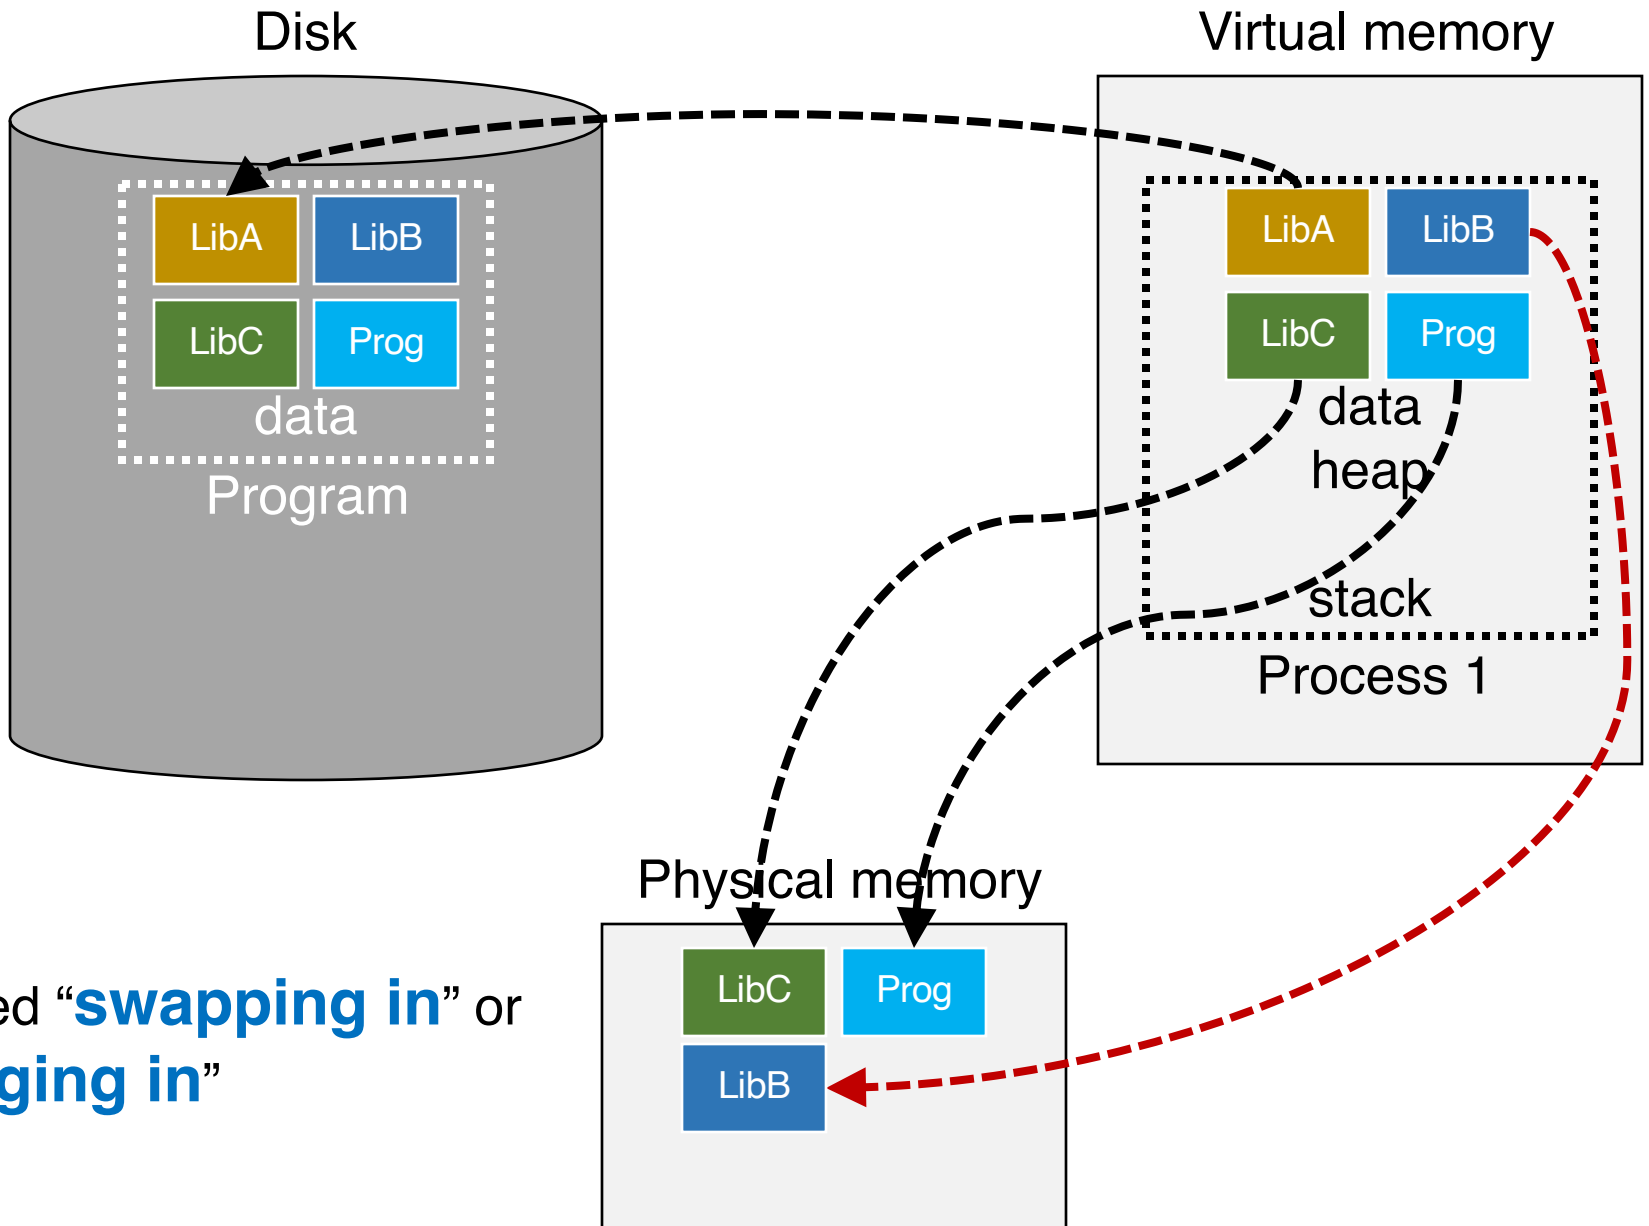 Disk
Virtual memory
LibA LibB
LibC Prog
data
Program
LibA LibB
LibC Prog
data
heap
stack
Process 1
Physical memory
LibC Prog
LibB
ed “swapping in” or
ging in”